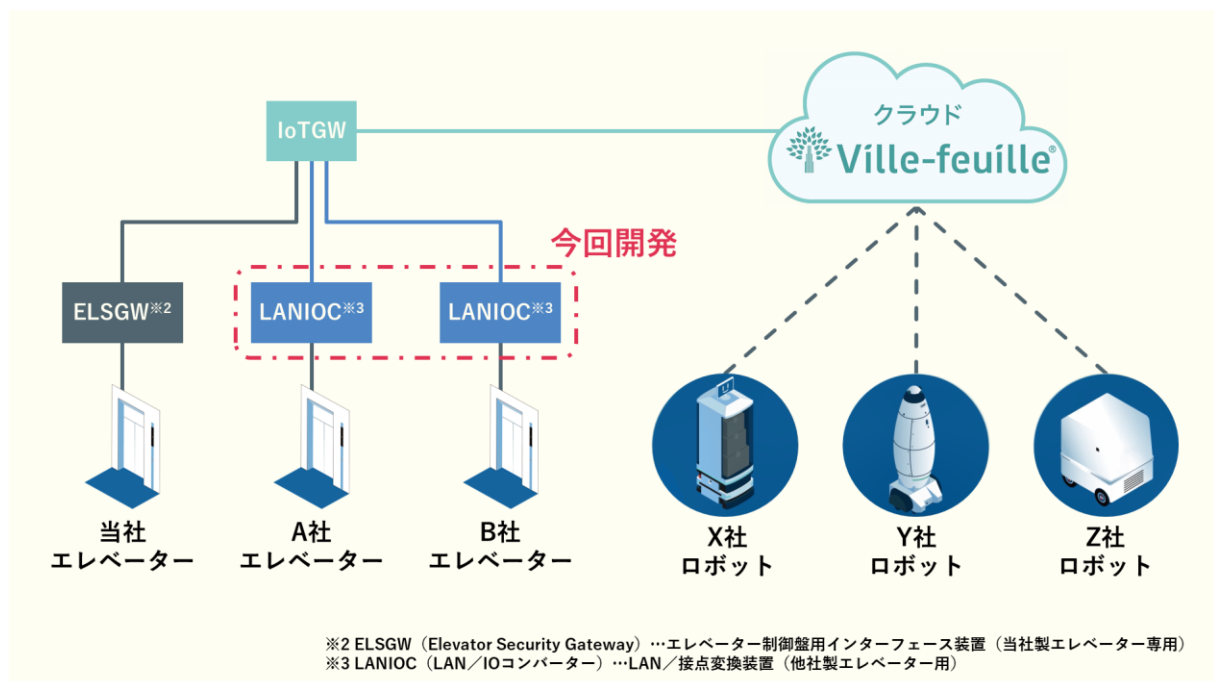 クラウド
Ville-feuille®
IoTGW
今回開発
ELSGW※2
LANIOC※3
LANIOC※3
当社
エレベーター
A社
エレベーター
B社
エレベーター
X社
ロボット
Y社
ロボット
Z社
ロボット
※2 ELSGW（Elevator Security Gateway）…エレベーター制御盤用インターフェース装置（当社製エレベーター専用）
※3 LANIOC（LAN／IOコンバーター）…LAN／接点変換装置（他社製エレベーター用）